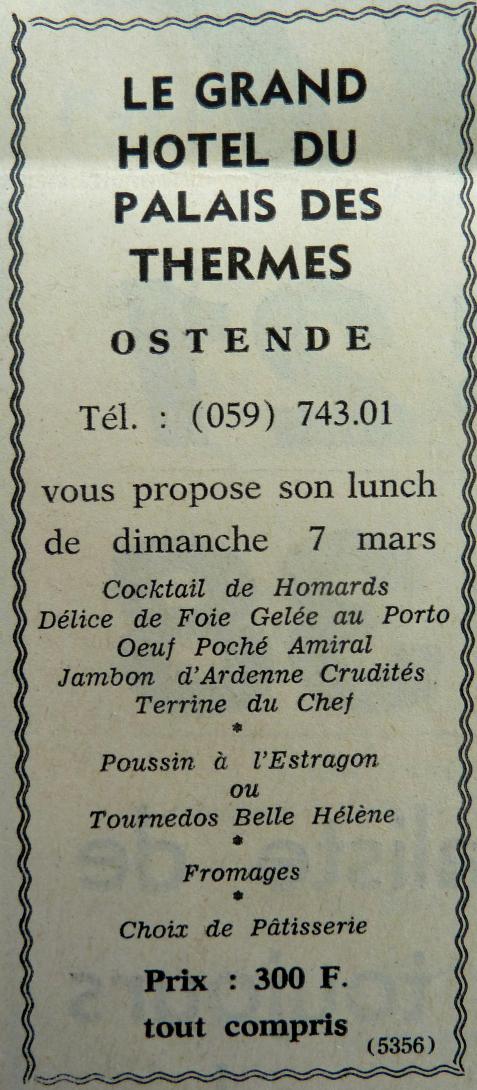 LE GRAND
HOTEL DU
PALAIS DES
THERMES
OSTENDE
Tél. : (059) 743.01
vous propose son lunch
de dimanche 7 mars
Cocktail de Homards
Délice de Foie Gelée au Porto
Oeuf Poché Amiral
Jambon d'Ardenne Crudités
Terrine du Chef
*
Poussin à l'Estragon
ou
Tournedos Belle Hélène
*
Fromages
*
Choix de Pâtisserie
Prix : 300 F.
tout compris
(5356)